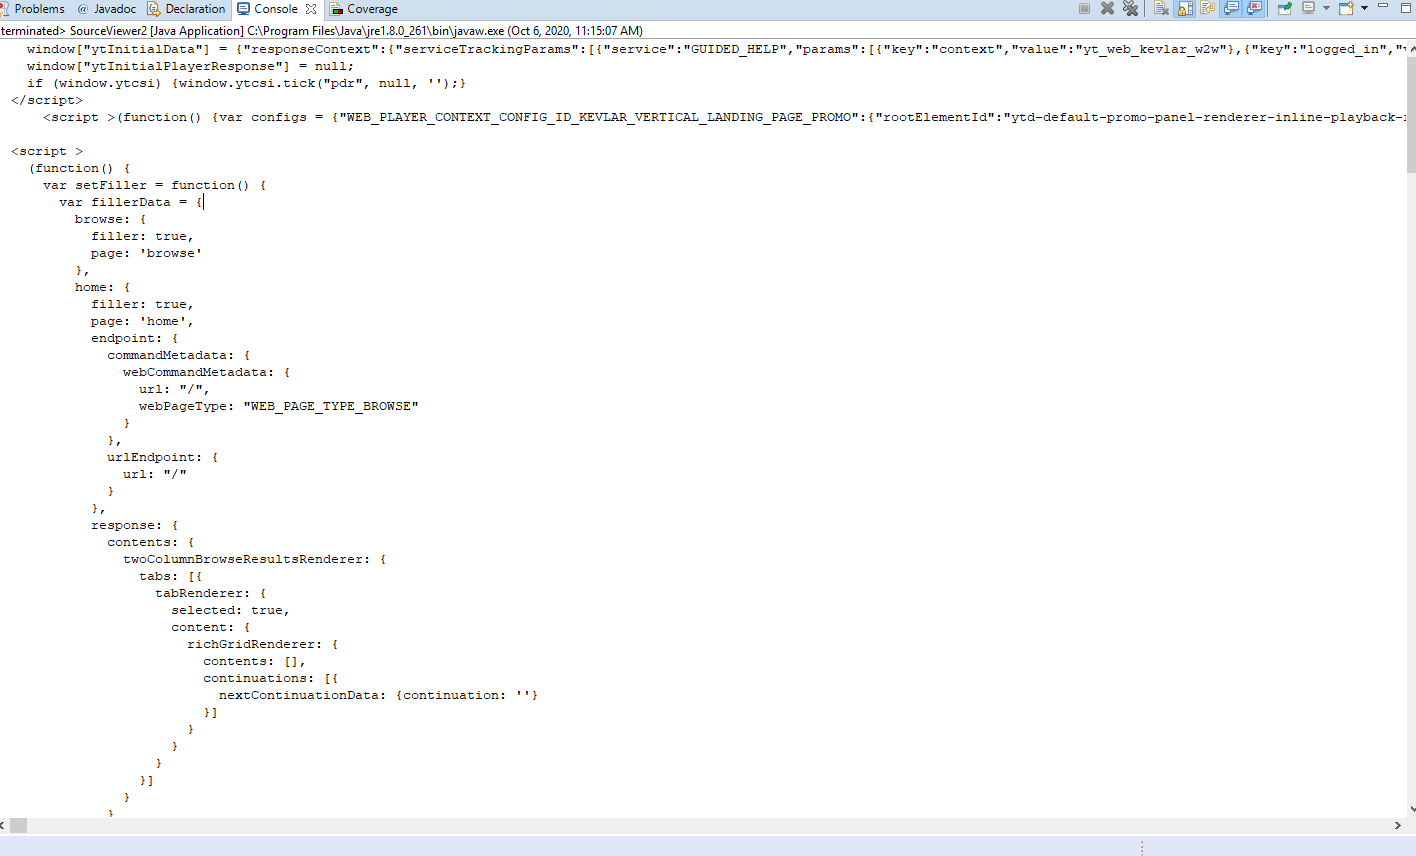 Problems @ Javadoc Declaration Console Coverage
terminated> SourceViewer2 [Java Application] C:\Program Files\Java\jre1.8.0_261\bin\javaw.exe (Oct 6, 2020, 11:15:07 AM)
window["ytInitialData"] = {"responseContext":{"serviceTrackingParams":[{"service":"GUIDED_HELP","params":[{"key":"context","value":"yt_web_kevlar_w2w"},{"key":"logged_in","
window["ytInitialPlayerResponse"] = null;
if (window.ytcsi) {window.ytcsi.tick("pdr", null, '');}
</script>
<script >(function() {var configs = {"WEB_PLAYER_CONTEXT_CONFIG_ID_KEVLAR_VERTICAL_LANDING_PAGE_PROMO":{"rootElementId":"ytd-default-promo-panel-renderer-inline-playback-
<script >
(function() {
var setFiller = function() {
var fillerData = {
browse: {
filler: true,
page: 'browse'
},
home: {
filler: true,
page: 'home',
endpoint: {
commandMetadata: {
webCommandMetadata: {
url: "/",
webPageType: "WEB_PAGE_TYPE_BROWSE"
}
},
urlEndpoint: {
url: "/"
}
},
response: {
contents: {
twoColumnBrowseResultsRenderer: {
tabs: [{
tabRenderer: {
selected: true,
content: {
richGridRenderer: {
contents: [],
continuations: [{
nextContinuationData: {continuation: ''}
}]
}
}
}
}]
}
}